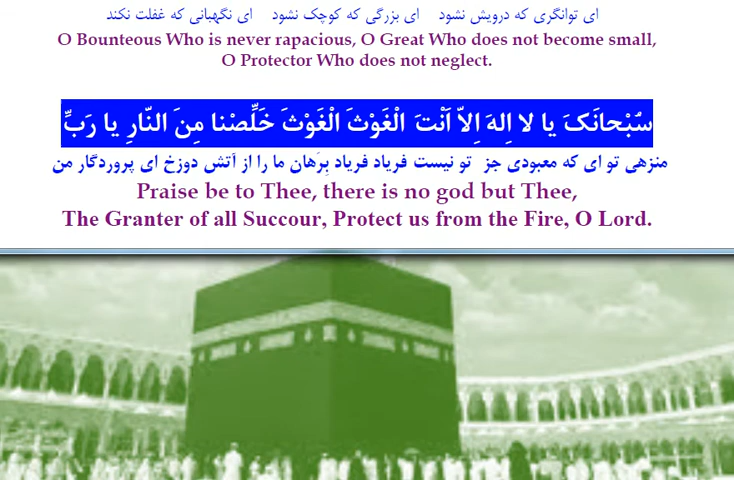 ای توانگری که درویش نشود ای بزرگی که کوچک نشود ای نگهبانی که غفلت نکند
O Bounteous Who is never rapacious, O Great Who does not become small,
O Protector Who does not neglect.
سُبْحانَکَ یا لا اِلهَ اِلاّ اَنْتَ الْغَوْثَ الْغَوْثَ خَلِّصْنا مِنَ النّارِ یا رَبِّ
منزهی تو ای که معبودی جز تو نیست فریاد فریاد بِرَهان ما را از آتش دوزخ ای پروردگار من
Praise be to Thee, there is no god but Thee,
The Granter of all Succour, Protect us from the Fire, O Lord.